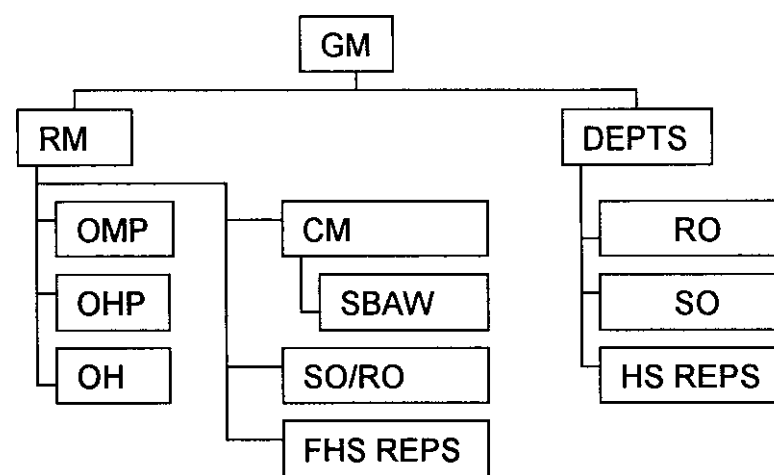 GM
RM
DEPTS
OMP
CM
RO
OHP
SBAW
SO
OH
SO/RO
HS REPS
FHS REPS